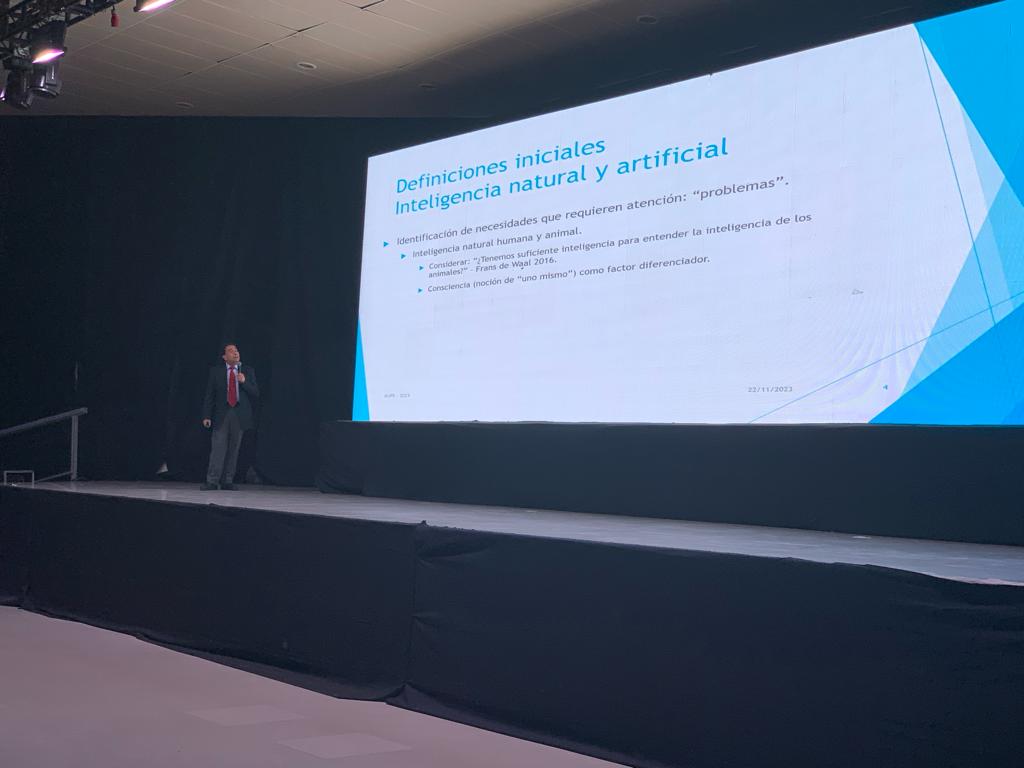 Definiciones iniciales
Inteligencia natural y artificial
Identificación de necesidades que requieren atención: “problemas”.
Inteligencia natural humana y animal.
Considerar: “¿Tenemos suficiente inteligencia para entender la inteligencia de los
animales?” – Frans de Waal 2016.
Consciencia (noción de “uno mismo”) como factor diferenciador.
2023
22/11/2023
4